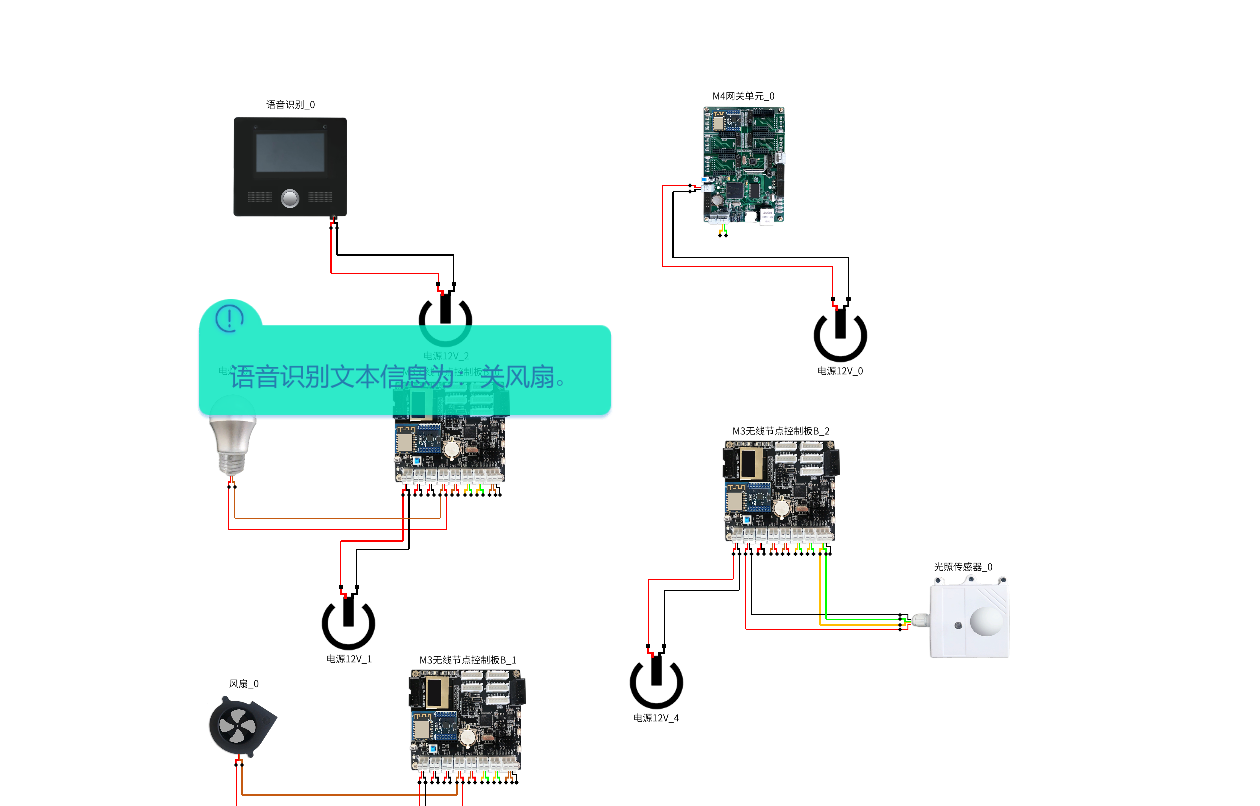 语音识别_0
M4网关单元_0
电源12V_2
电源12V_0
语音识别文本信息为：关风扇。
M3无线节点控制板B_2
光照传感器_0
电源12V_1
M3无线节点控制板B_1
风扇_0
电源12V_4